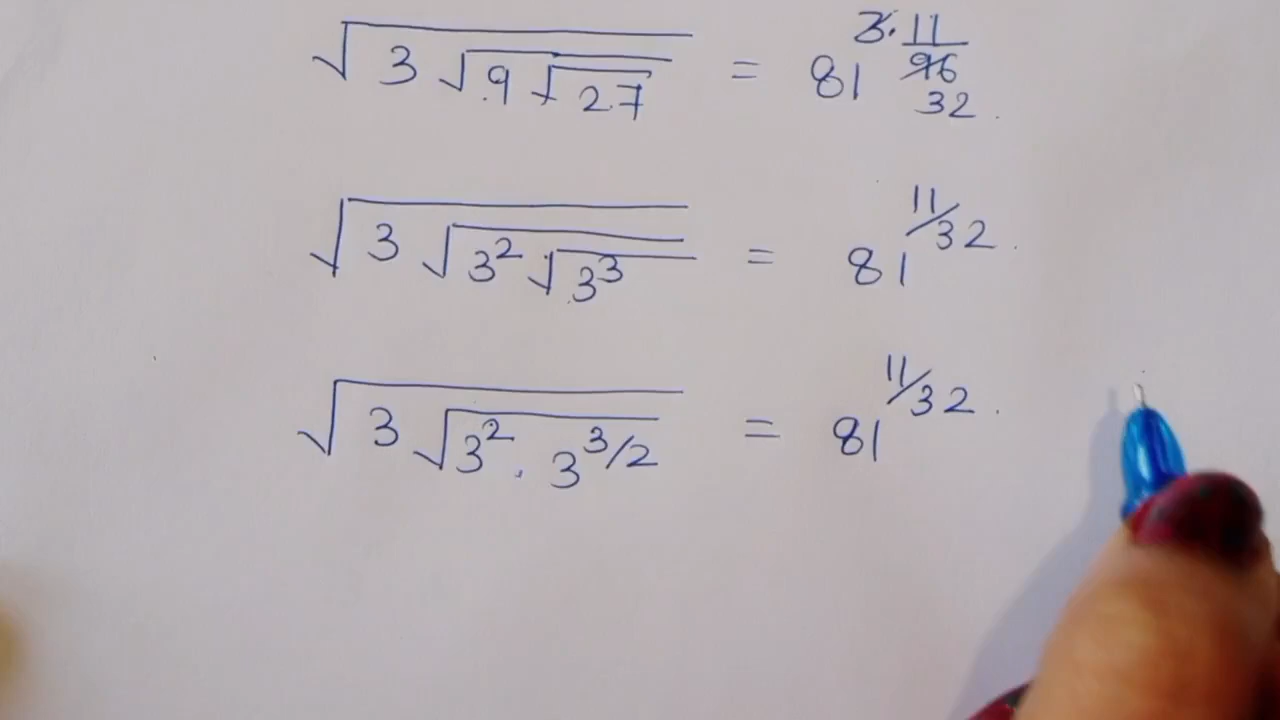 √(3√(9√27)) = 81^(3·11/96 32)
√(3√(3²√3³)) = 81^(11/32)
√(3√(3²·3^(3/2))) = 81^(11/32)